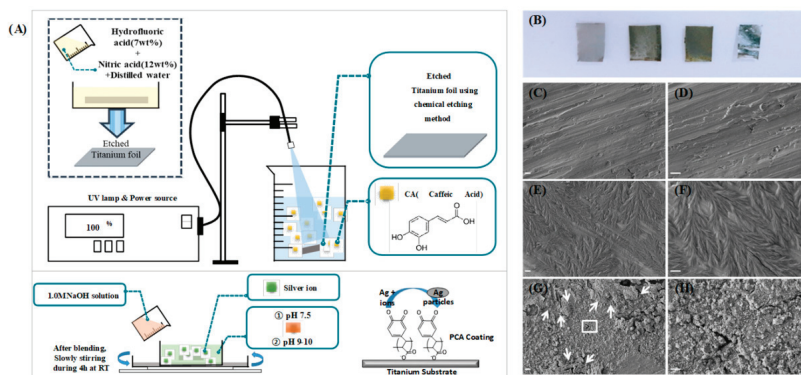 (A)
Hydrofluoric
acid(7wt%)
+
Nitric acid(12wt%)
+Distilled water
Etched
Titanium foil
UV lamp & Power source
100 %
Etched
Titanium foil using
chemical etching
method
CA( Caffeic Acid)
O
OH
HO
OH
1.0MNaOH solution
Silver ion
① pH 7.5
② pH 9-10
After blending,
Slowly stirring
during 4h at RT
Ag +
ions
Ag
particles
PCA Coating
Titanium Substrate
(B)
(C)
(D)
(E)
(F)
(G)
(H)